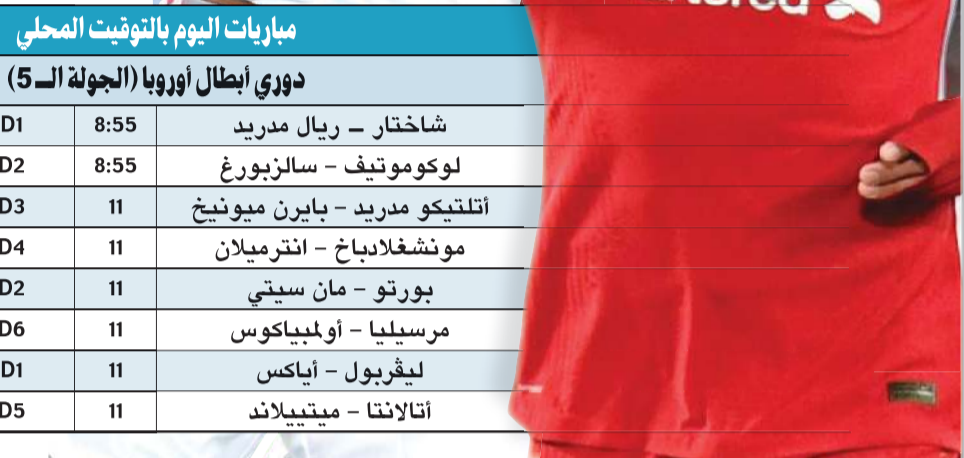 مباريات اليوم بالتوقيت المحلي
دوري أبطال أوروبا (الجولة الـ 5)
شاختار – ريال مدريد 8:55 D1
لوكوموتيف - سالزبورغ 8:55 D2
أتلتيكو مدريد - بايرن ميونيخ 11 D3
مونشغلادباخ - انترميلان 11 D4
بورتو - مان سيتي 11 D2
مرسيليا - أولمبياكوس 11 D6
ليڤربول - أياكس 11 D1
أتالانتا - ميتييلاند 11 D5